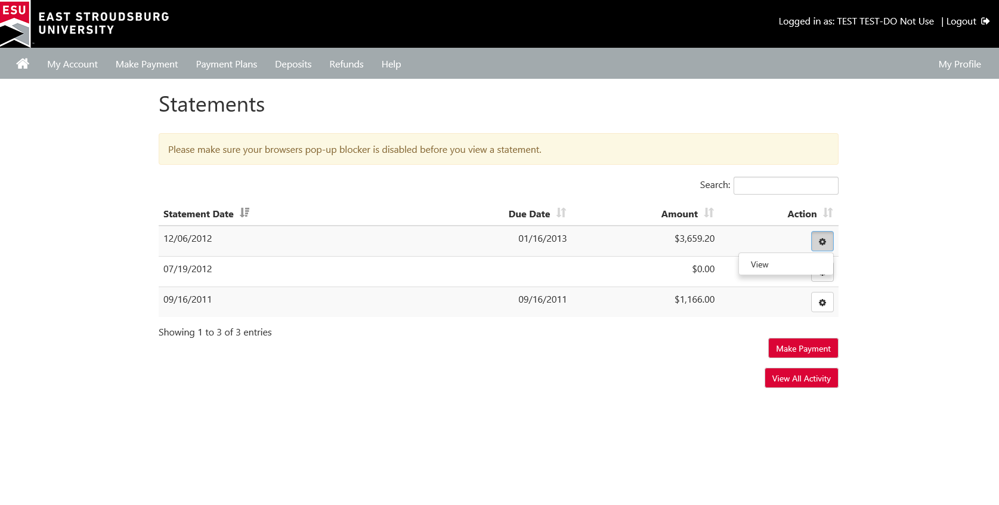 ESU
EAST STROUDSBURG
UNIVERSITY
Logged in as: TEST TEST-DO Not Use | Logout
My Account Make Payment Payment Plans Deposits Refunds Help My Profile
Statements
Please make sure your browsers pop-up blocker is disabled before you view a statement.
Search:
Statement Date Due Date Amount Action
12/06/2012 01/16/2013 $3,659.20
View
07/19/2012 $0.00
09/16/2011 09/16/2011 $1,166.00
Showing 1 to 3 of 3 entries
Make Payment
View All Activity